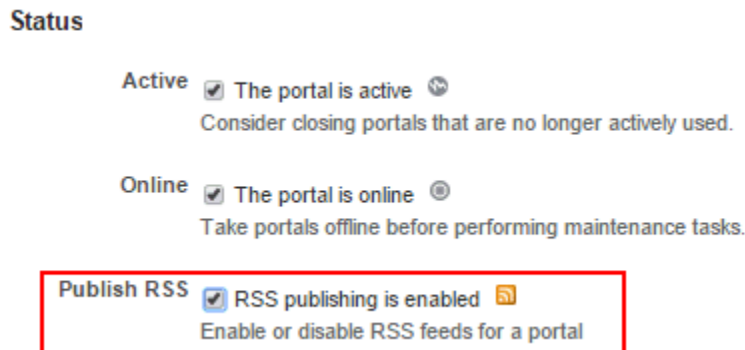 Status
Active The portal is active
Consider closing portals that are no longer actively used.
Online The portal is online
Take portals offline before performing maintenance tasks.
Publish RSS RSS publishing is enabled
Enable or disable RSS feeds for a portal